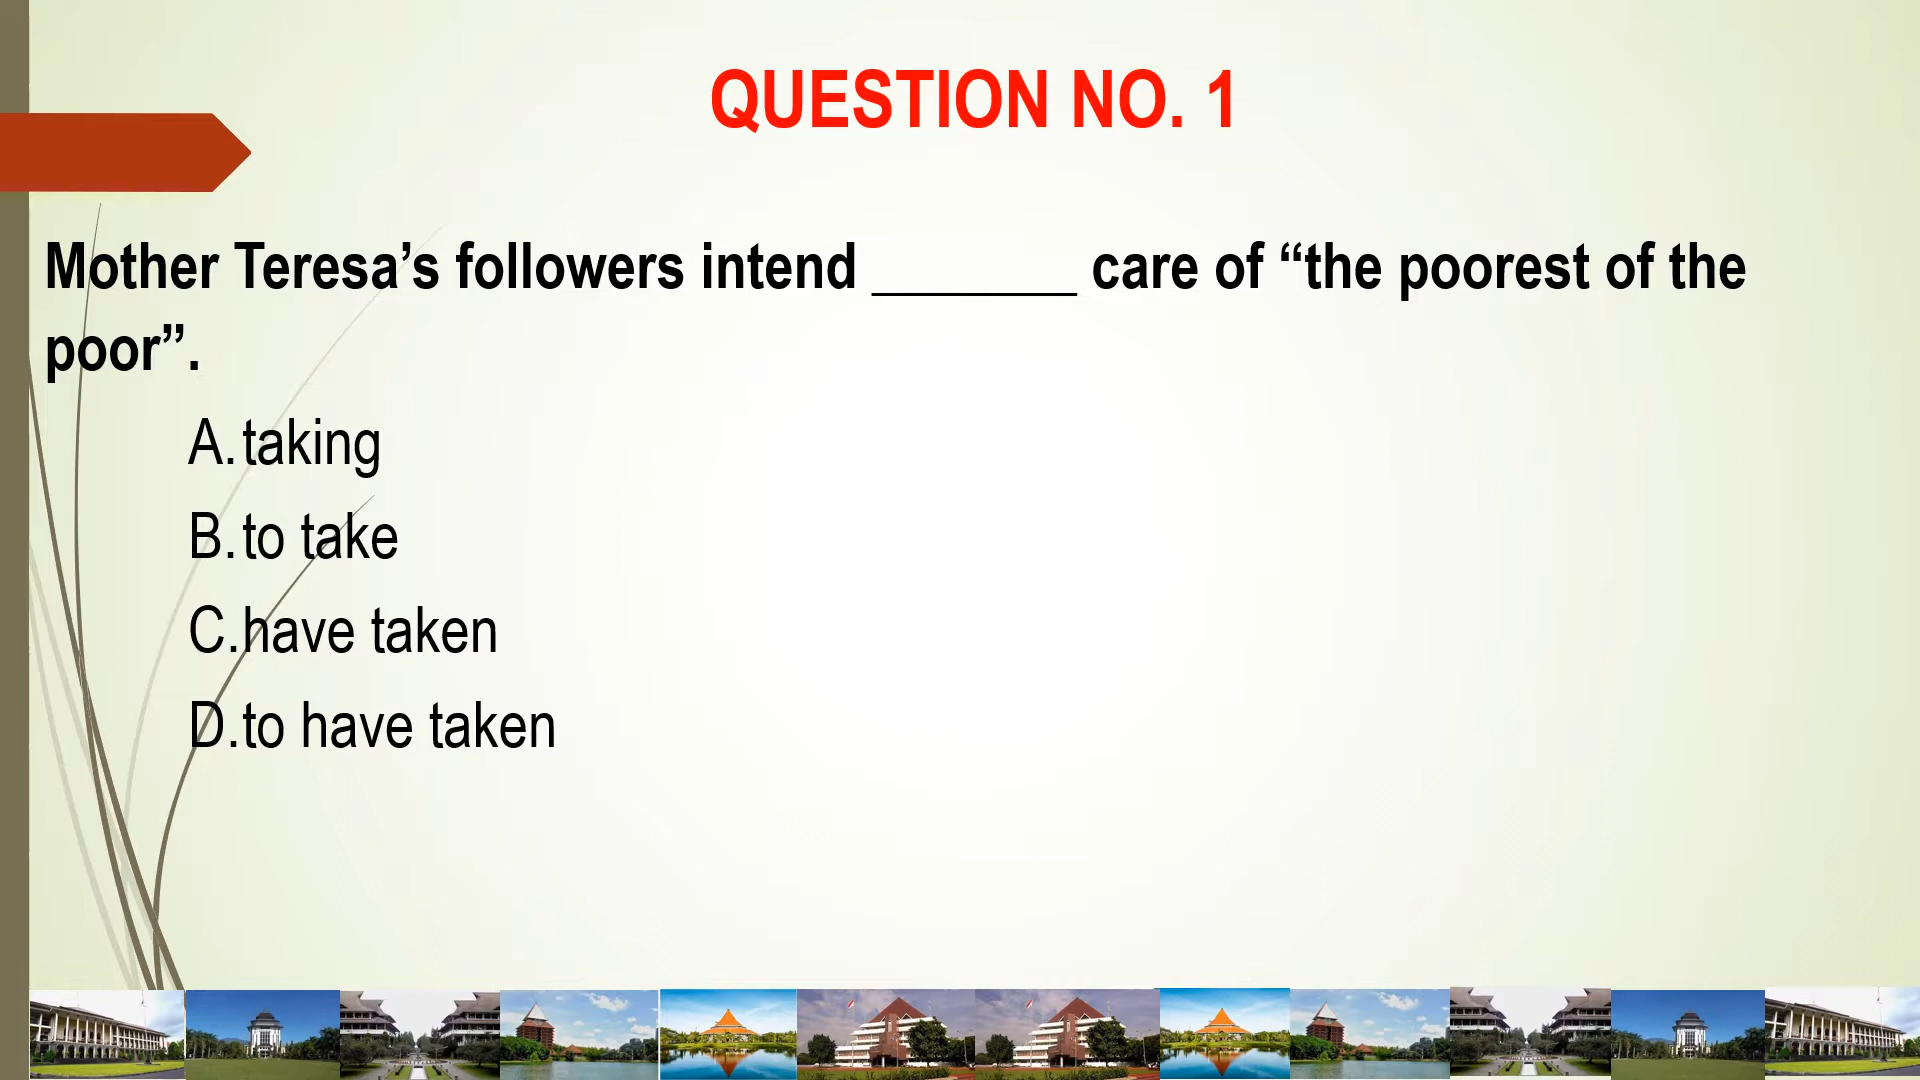 QUESTION NO. 1
Mother Teresa’s followers intend _______ care of “the poorest of the
poor”.
A. taking
B. to take
C. have taken
D. to have taken